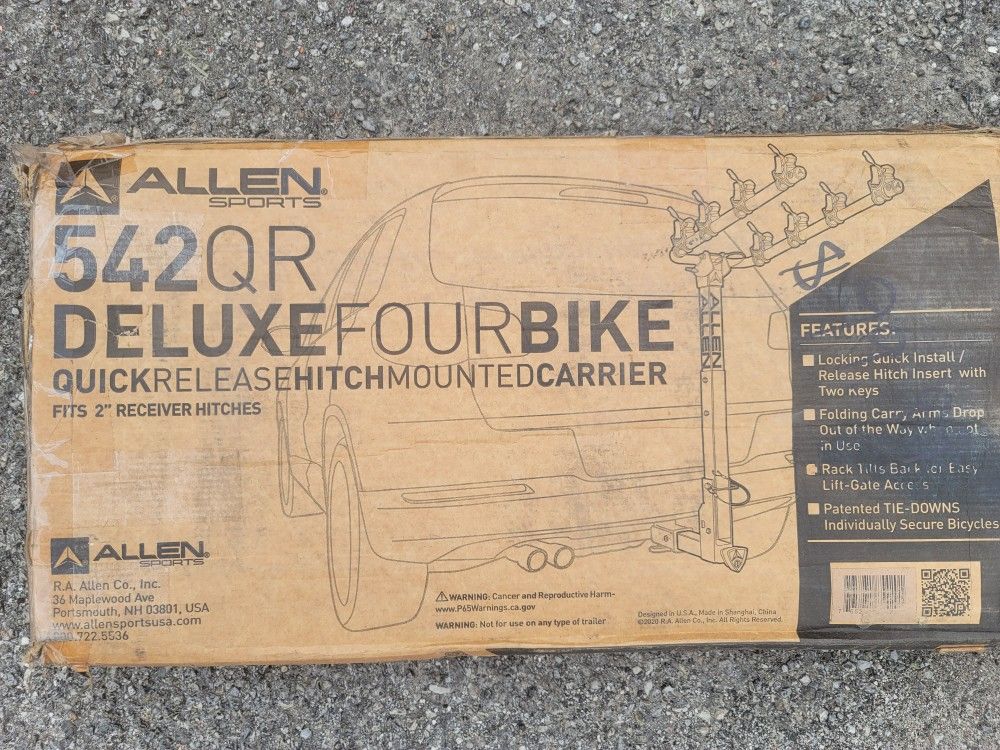 ALLEN®
SPORTS
542QR
DELUXEFOURBIKE
QUICKRELEASEHITCHMOUNTEDCARRIER
FITS 2" RECEIVER HITCHES
ALLEN
ALLEN
FEATURES:
Locking Quick Install /
Release Hitch Insert with
Two Keys
Folding Carry Arms Drop
Out of the Way when not
in Use
Rack Tilts Back for Easy
Lift-Gate Access
Patented TIE-DOWNS
Individually Secure Bicycles
ALLEN®
SPORTS
R.A. Allen Co., Inc.
36 Maplewood Ave
Portsmouth, NH 03801, USA
www.allensportsusa.com
800.722.5536
⚠WARNING: Cancer and Reproductive Harm-
www.P65Warnings.ca.gov
WARNING: Not for use on any type of trailer
Designed in U.S.A., Made in Shanghai, China
©2020 R.A. Allen Co., Inc. All Rights Reserved.